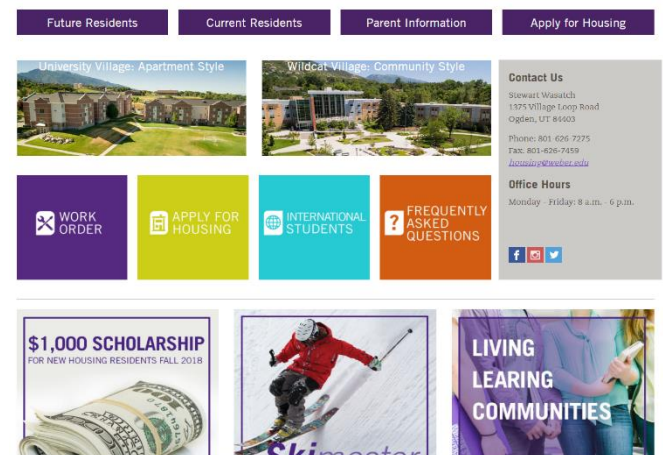 Future Residents
Current Residents
Parent Information
Apply for Housing
University Village: Apartment Style
Wildcat Village: Community Style
Contact Us
Stewart Wasatch
1375 Village Loop Road
Ogden, UT 84403
Phone: 801-626-7275
Fax: 801-626-7459
housing@weber.edu
Office Hours
Monday - Friday: 8 a.m. - 6 p.m.
WORK
ORDER
APPLY FOR
HOUSING
INTERNATIONAL
STUDENTS
FREQUENTLY
ASKED
QUESTIONS
$1,000 SCHOLARSHIP
FOR NEW HOUSING RESIDENTS FALL 2018
Skimester
LIVING
LEARING
COMMUNITIES